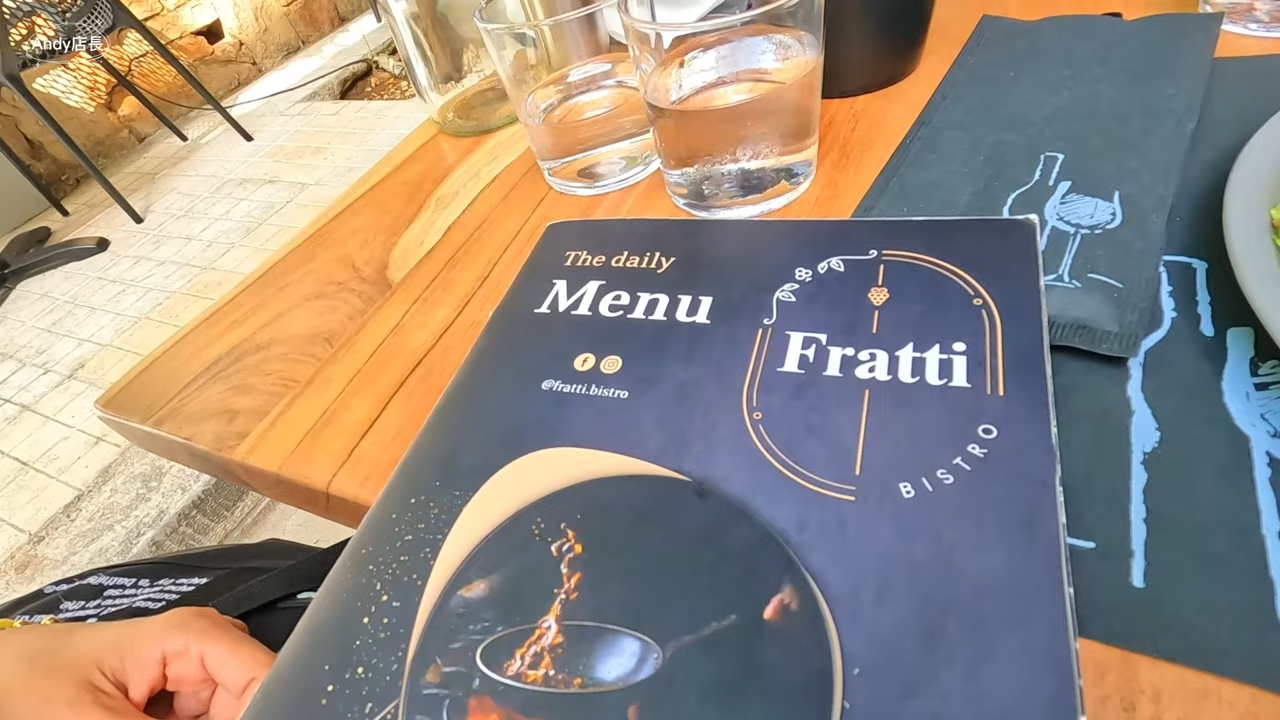 Andy店長
The daily
Menu
@fratti.bistro
Fratti
BISTRO